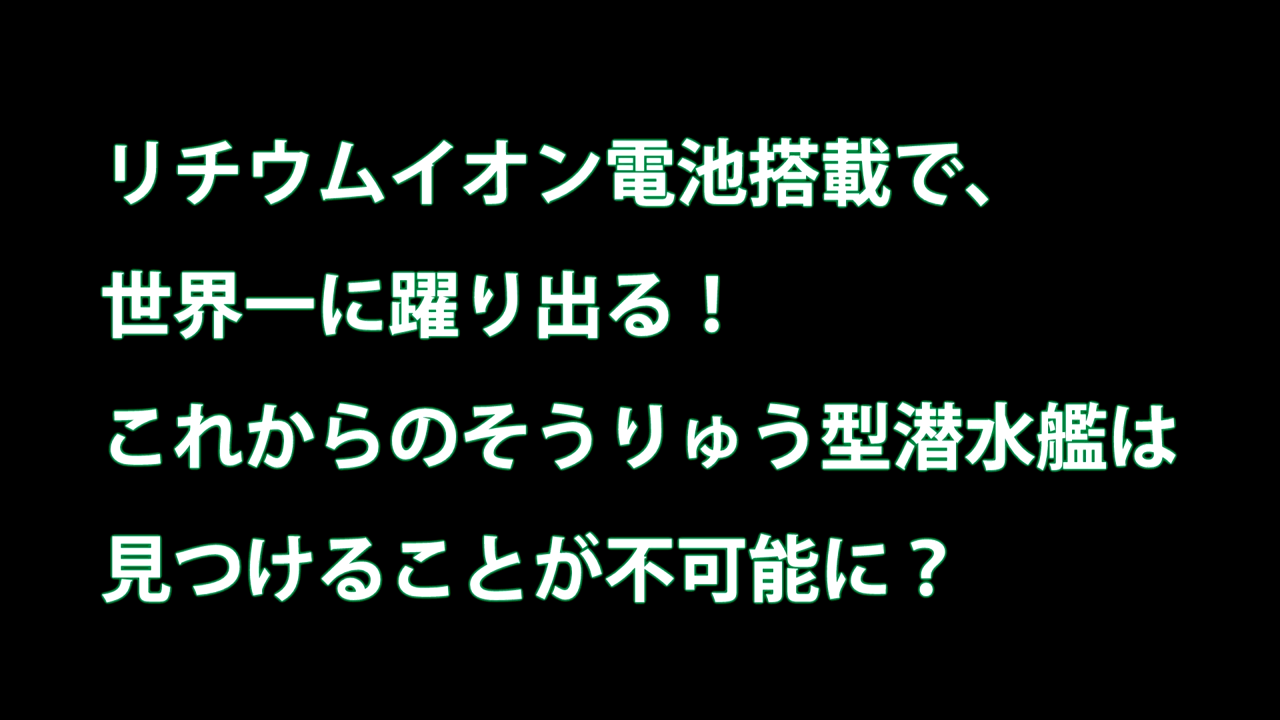 リチウムイオン電池搭載で、
世界一に躍り出る！
これからのそうりゅう型潜水艦は
見つけることが不可能に？